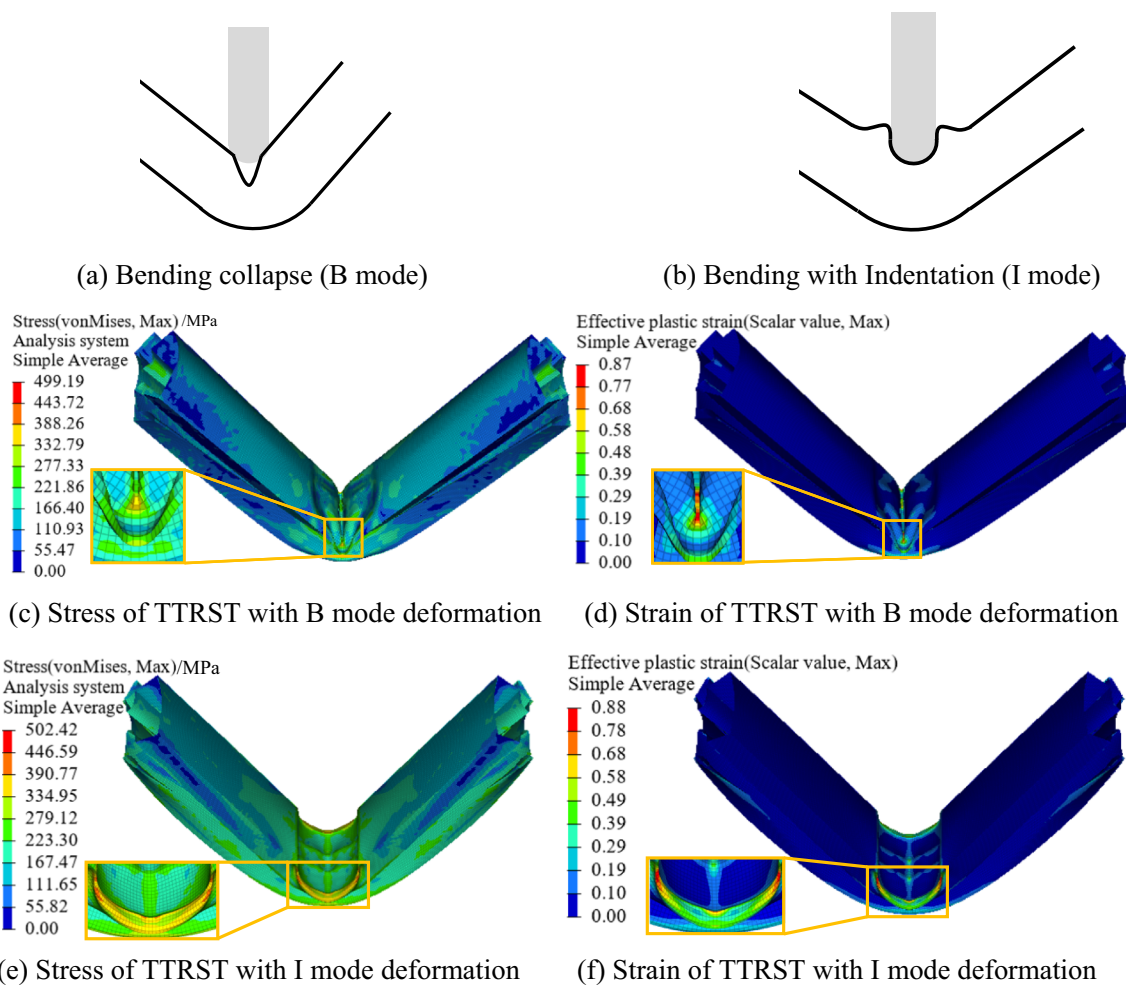 (a) Bending collapse (B mode)
(b) Bending with Indentation (I mode)
Stress(vonMises, Max) /MPa
Analysis system
Simple Average
499.19
443.72
388.26
332.79
277.33
221.86
166.40
110.93
55.47
0.00
Effective plastic strain(Scalar value, Max)
Simple Average
0.87
0.77
0.68
0.58
0.48
0.39
0.29
0.19
0.10
0.00
(c) Stress of TTRST with B mode deformation
(d) Strain of TTRST with B mode deformation
Stress(vonMises, Max)/MPa
Analysis system
Simple Average
502.42
446.59
390.77
334.95
279.12
223.30
167.47
111.65
55.82
0.00
Effective plastic strain(Scalar value, Max)
Simple Average
0.88
0.78
0.68
0.58
0.49
0.39
0.29
0.19
0.10
0.00
(e) Stress of TTRST with I mode deformation
(f) Strain of TTRST with I mode deformation